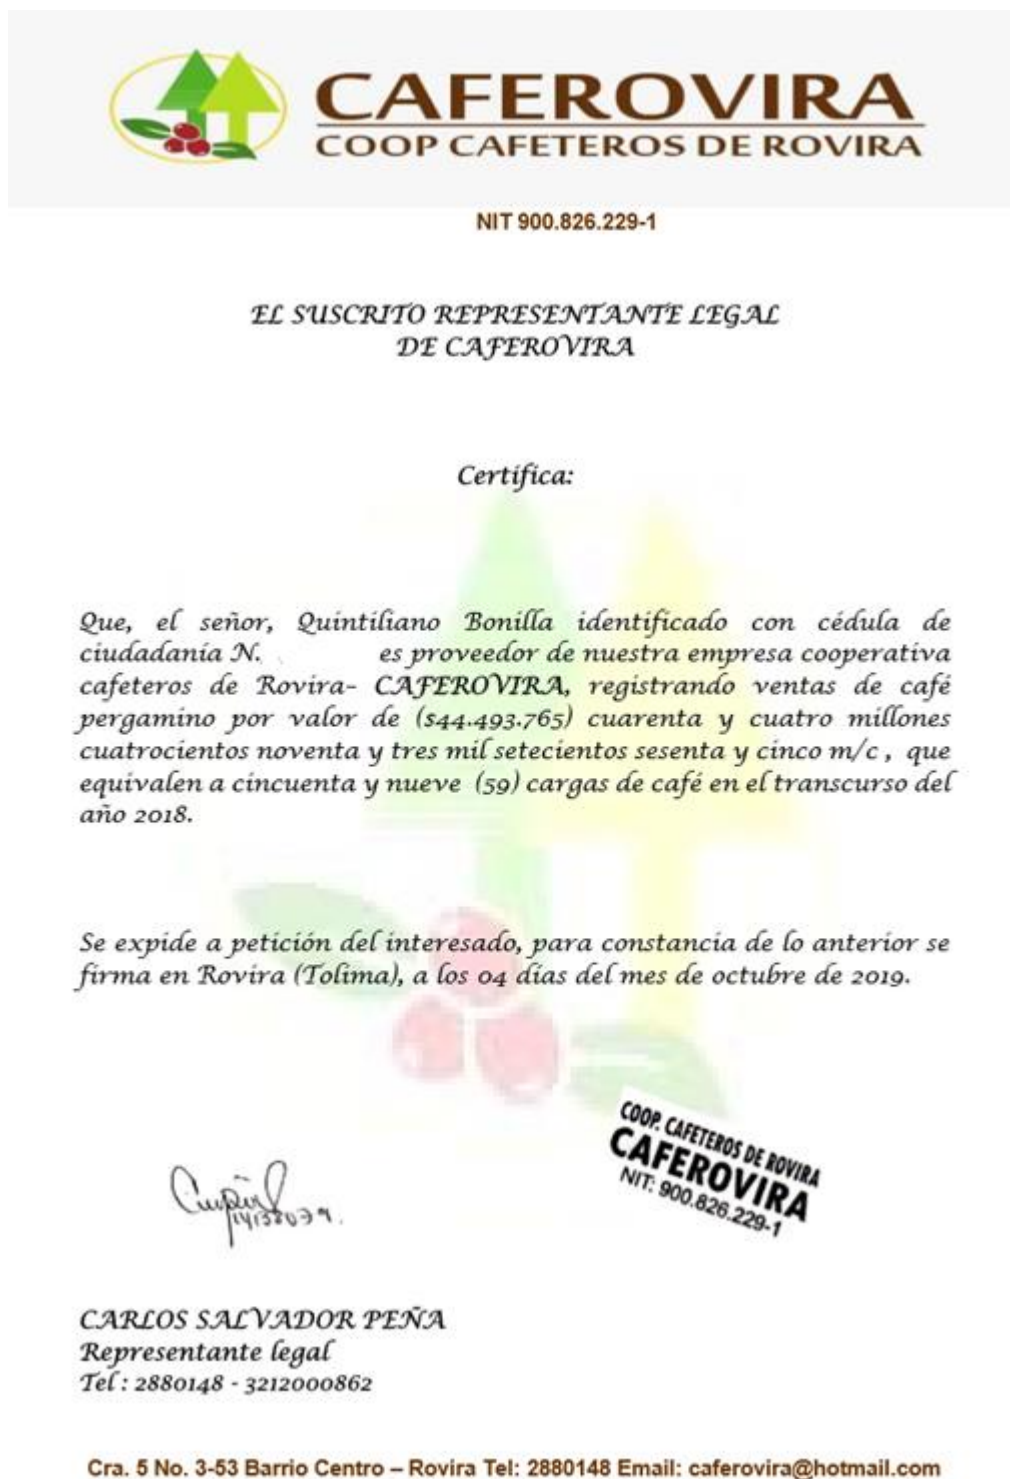 CAFEROVIRA
COOP CAFETEROS DE ROVIRA
NIT 900.826.229-1
EL SUSCRITO REPRESENTANTE LEGAL
DE CAFEROVIRA
Certifica:
Que, el señor, Quintiliano Bonilla identificado con cédula de
ciudadanía N. es proveedor de nuestra empresa cooperativa
cafeteros de Rovira- CAFEROVIRA, registrando ventas de café
pergamino por valor de ($44.493.765) cuarenta y cuatro millones
cuatrocientos noventa y tres mil setecientos sesenta y cinco m/c , que
equivalen a cincuenta y nueve (59) cargas de café en el transcurso del
año 2018.
Se expide a petición del interesado, para constancia de lo anterior se
firma en Rovira (Tolima), a los 04 días del mes de octubre de 2019.
COOP. CAFETEROS DE ROVIRA
CAFEROVIRA
NIT: 900.826.229-1
CARLOS SALVADOR PEÑA
Representante legal
Tel : 2880148 - 3212000862
Cra. 5 No. 3-53 Barrio Centro – Rovira Tel: 2880148 Email: caferovira@hotmail.com